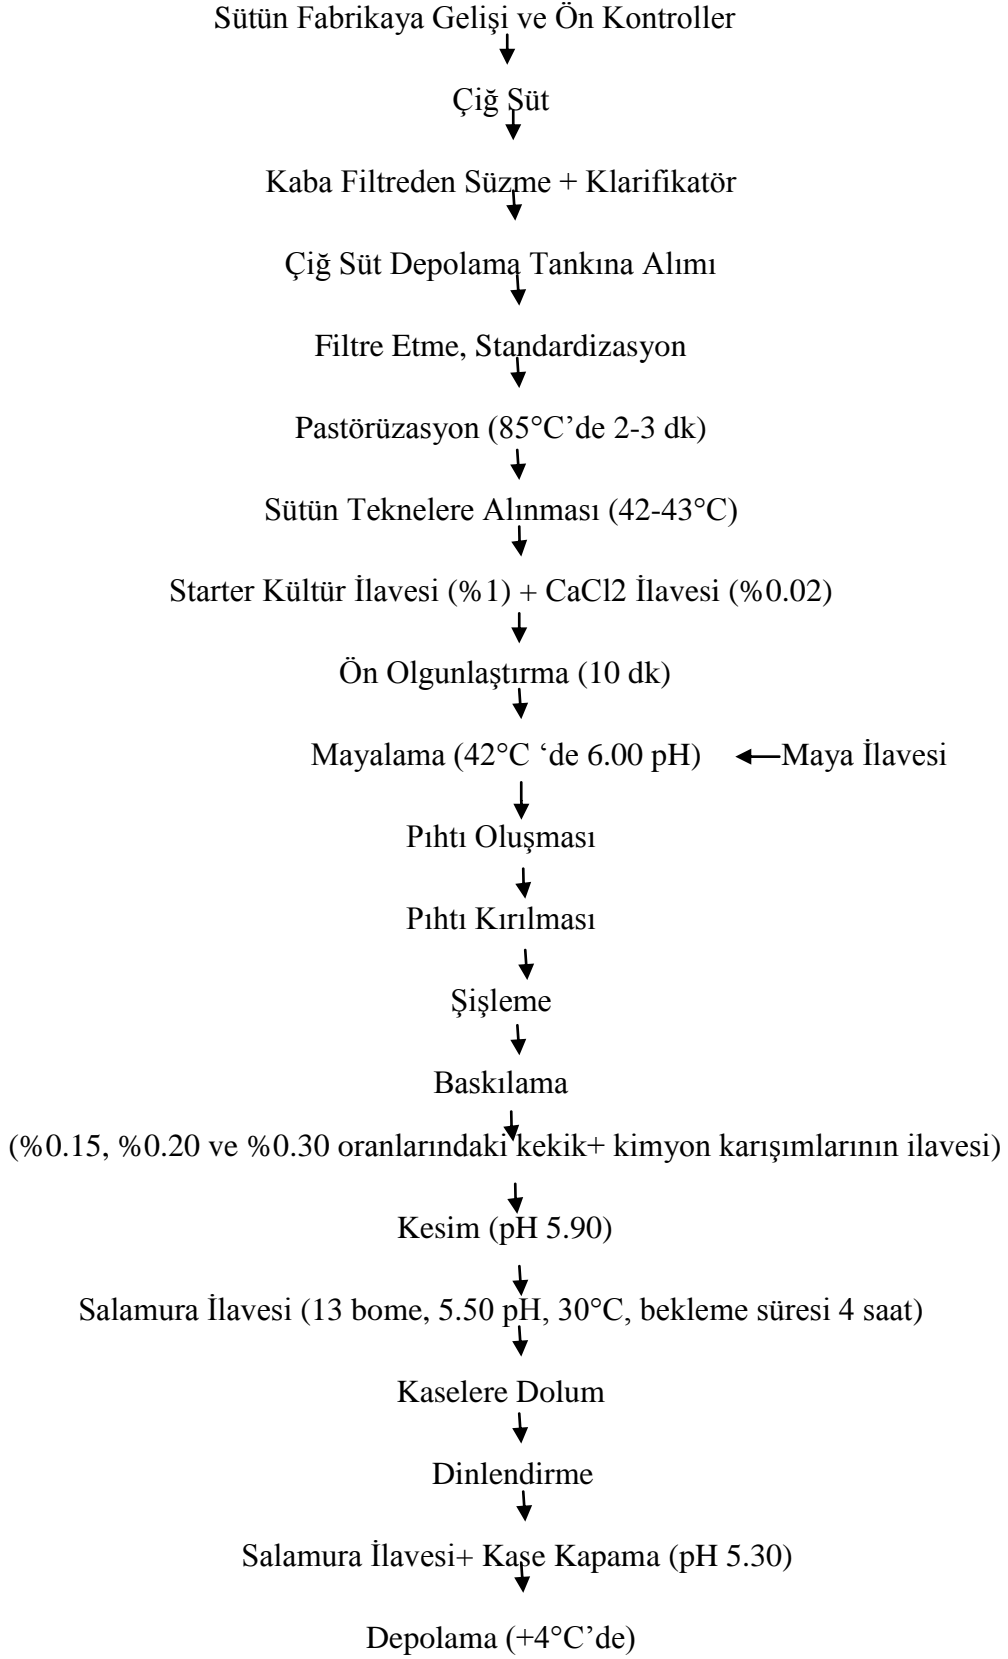 Sütün Fabrikaya Gelişi ve Ön Kontroller
Çiğ Süt
Kaba Filtreden Süzme + Klarifikatör
Çiğ Süt Depolama Tankına Alımı
Filtre Etme, Standardizasyon
Pastörüzasyon (85°C’de 2-3 dk)
Sütün Teknelere Alınması (42-43°C)
Starter Kültür İlavesi (%1) + CaCl2 İlavesi (%0.02)
Ön Olgunlaştırma (10 dk)
Mayalama (42°C ‘de 6.00 pH) Maya İlavesi
Pıhtı Oluşması
Pıhtı Kırılması
Şişleme
Baskılama
(%0.15, %0.20 ve %0.30 oranlarındaki kekik+ kimyon karışımlarının ilavesi)
Kesim (pH 5.90)
Salamura İlavesi (13 bome, 5.50 pH, 30°C, bekleme süresi 4 saat)
Kaselere Dolum
Dinlendirme
Salamura İlavesi+ Kase Kapama (pH 5.30)
Depolama (+4°C’de)